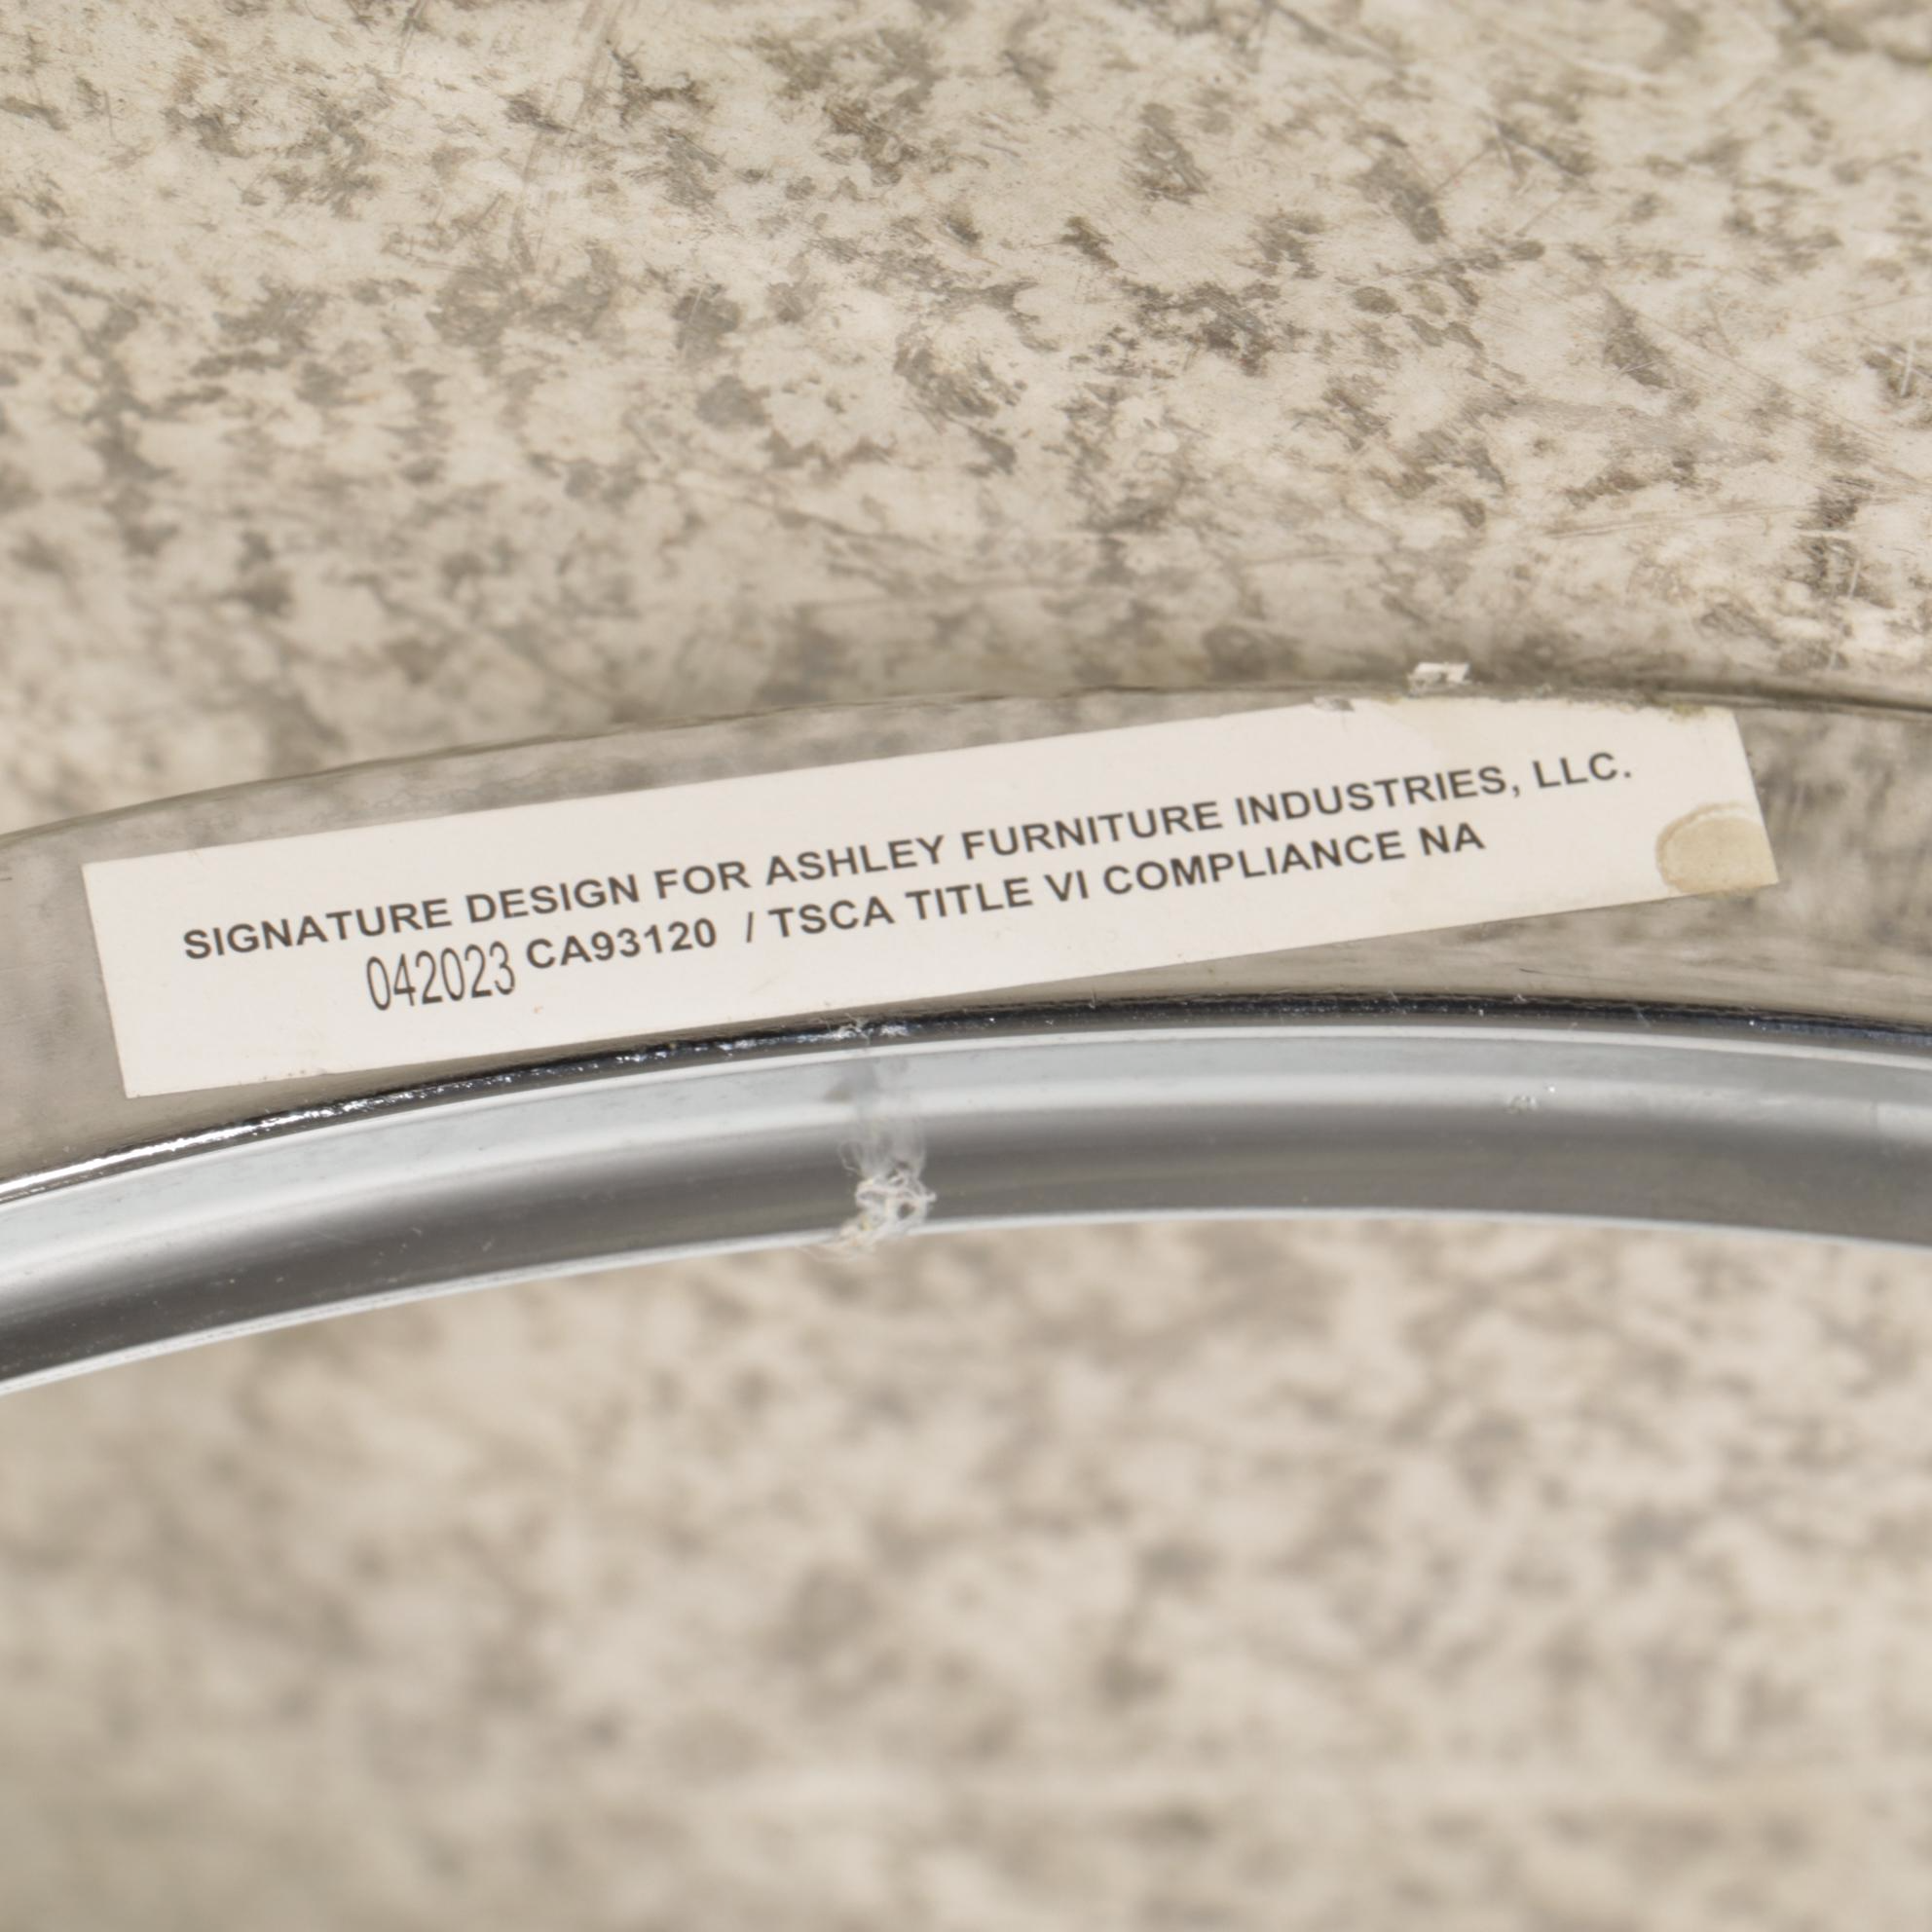 SIGNATURE DESIGN FOR ASHLEY FURNITURE INDUSTRIES, LLC.
042023 CA93120 / TSCA TITLE VI COMPLIANCE NA